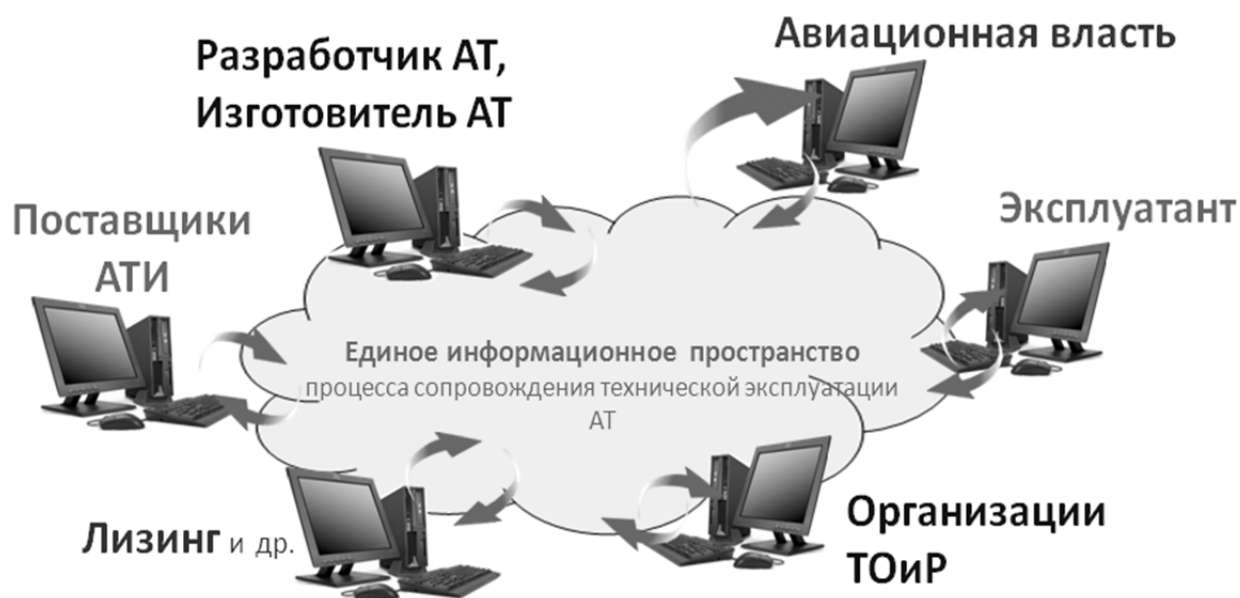 Разработчик АТ,
Изготовитель АТ
Авиационная власть
Поставщики
АТИ
Эксплуатант
Единое информационное пространство
процесса сопровождения технической эксплуатации
АТ
Лизинг и др.
Организации
ТОиР